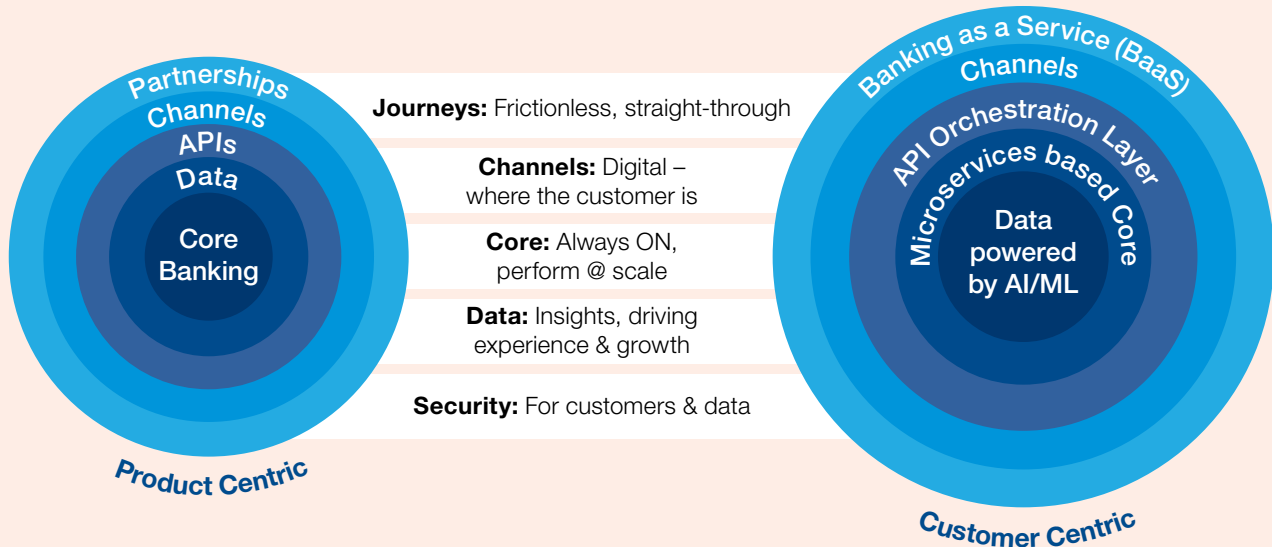 Partnerships
Channels
APIs
Data
Core
Banking
Product Centric
Journeys: Frictionless, straight-through
Channels: Digital –
where the customer is
Core: Always ON,
perform @ scale
Data: Insights, driving
experience & growth
Security: For customers & data
Banking as a Service (BaaS)
Channels
API Orchestration Layer
Microservices based Core
Data
powered
by AI/ML
Customer Centric